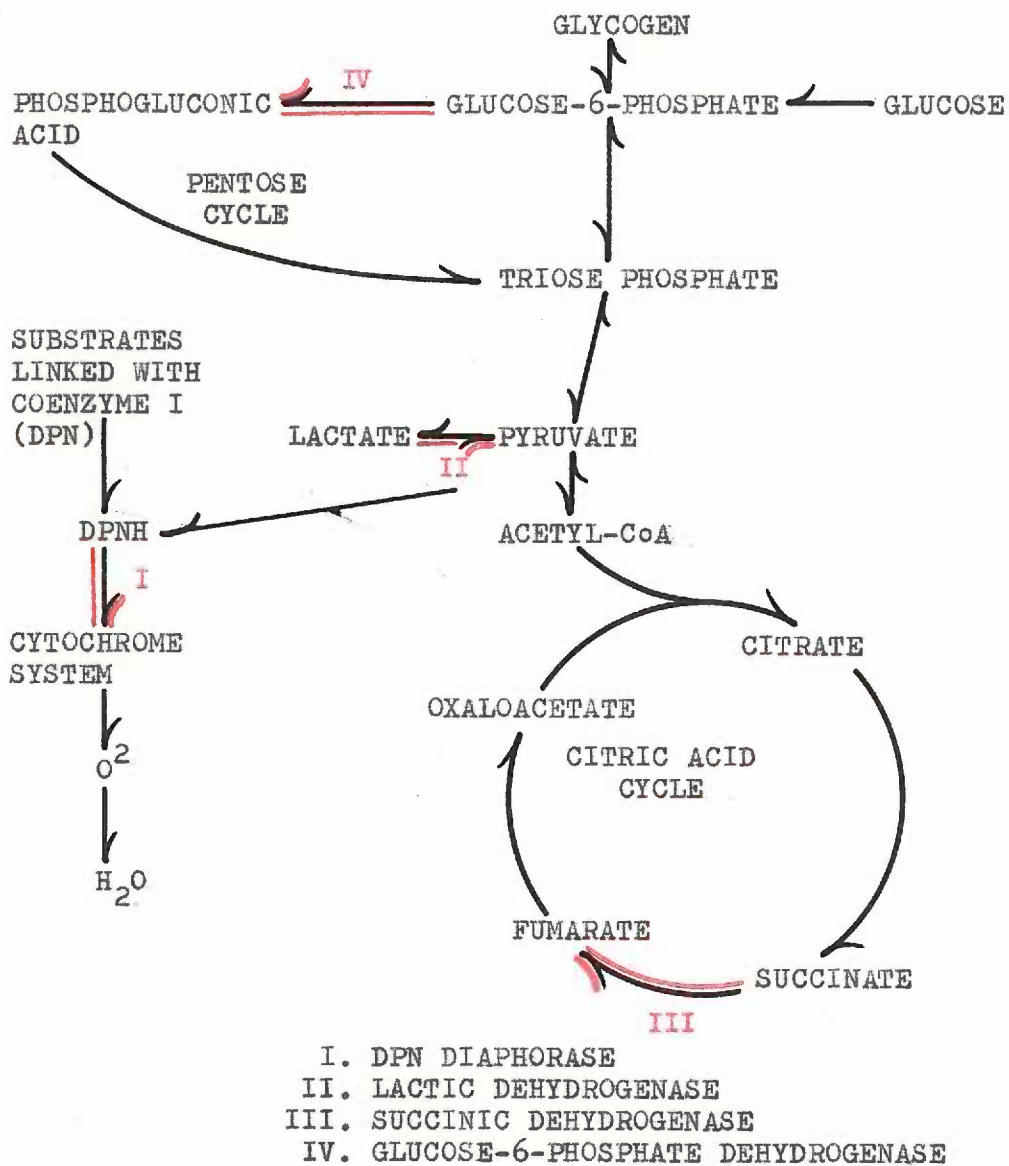 GLYCOGEN
IV
PHOSPHOGLUCONIC
ACID
GLUCOSE-6-PHOSPHATE
GLUCOSE
PENTOSE
CYCLE
TRIOSE PHOSPHATE
SUBSTRATES
LINKED WITH
COENZYME I
(DPN)
LACTATE
PYRUVATE
II
DPNH
ACETYL-CoA
I
CYTOCHROME
SYSTEM
CITRATE
OXALOACETATE
O²
CITRIC ACID
CYCLE
H₂O
FUMARATE
SUCCINATE
III
I. DPN DIAPHORASE
II. LACTIC DEHYDROGENASE
III. SUCCINIC DEHYDROGENASE
IV. GLUCOSE-6-PHOSPHATE DEHYDROGENASE